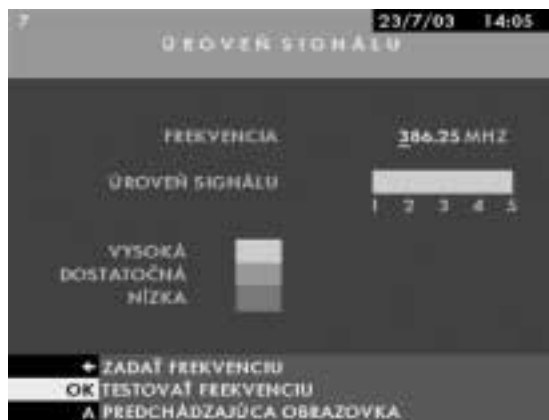 7 23/7/03 14:05
ÚROVEŇ SIGNÁLU
FREKVENCIA 386.25 MHZ
ÚROVEŇ SIGNÁLU
1 2 3 4 5
VYSOKÁ
DOSTATOČNÁ
NÍZKA
← ZADAŤ FREKVENCIU
OK TESTOVAŤ FREKVENCIU
∧ PREDCHÁDZAJÚCA OBRAZOVKA